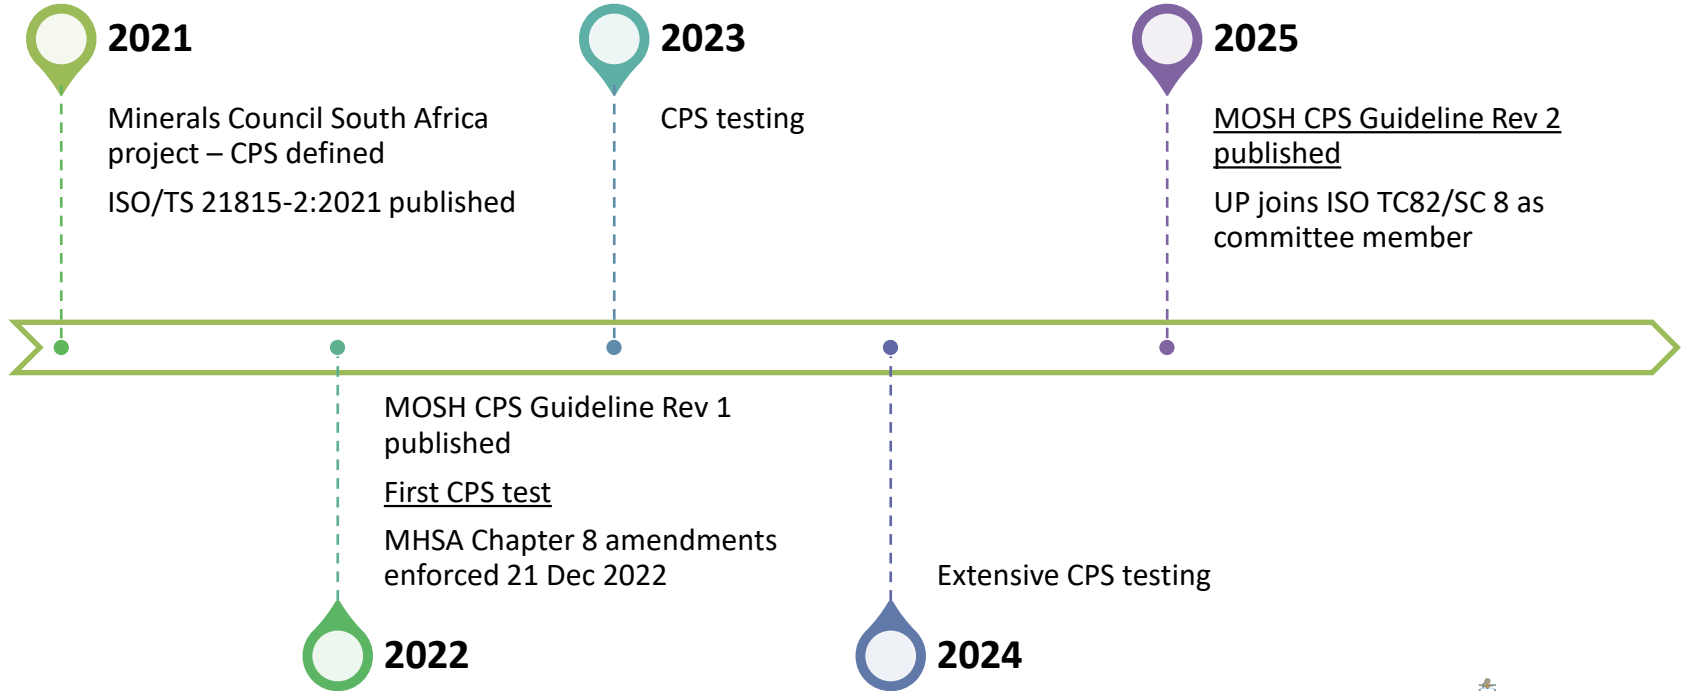 2021
Minerals Council South Africa
project – CPS defined
ISO/TS 21815-2:2021 published
2022
MOSH CPS Guideline Rev 1
published
First CPS test
MHSA Chapter 8 amendments
enforced 21 Dec 2022
2023
CPS testing
2024
Extensive CPS testing
2025
MOSH CPS Guideline Rev 2
published
UP joins ISO TC82/SC 8 as
committee member